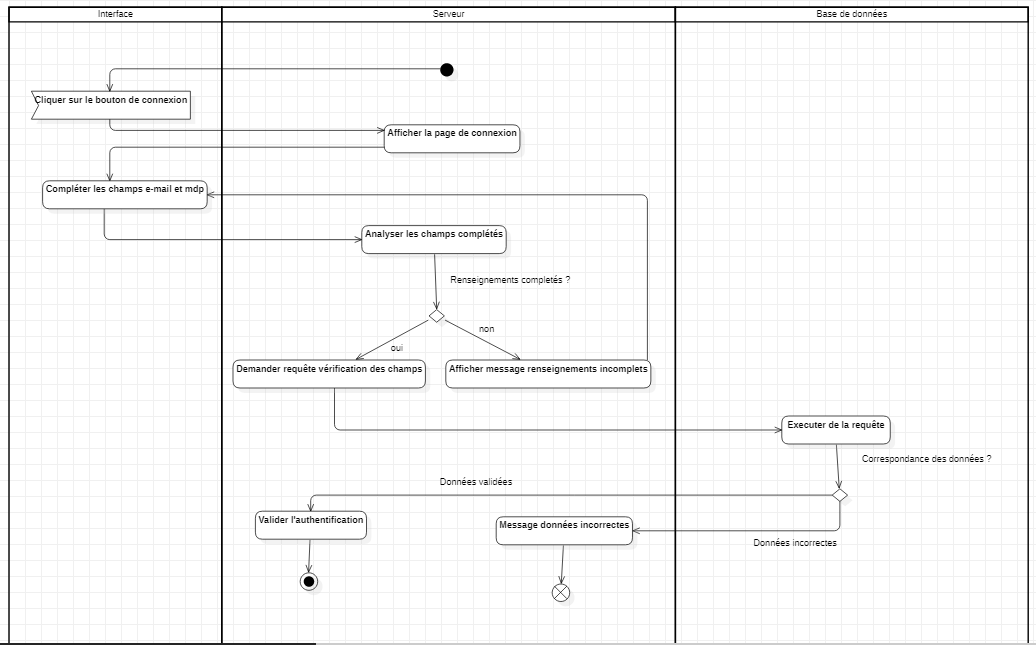 Interface
Serveur
Base de données
Cliquer sur le bouton de connexion
Afficher la page de connexion
Compléter les champs e-mail et mdp
Analyser les champs complétés
Renseignements completés ?
non
oui
Demander requête vérification des champs
Afficher message renseignements incomplets
Executer de la requête
Correspondance des données ?
Données validées
Valider l'authentification
Message données incorrectes
Données incorrectes